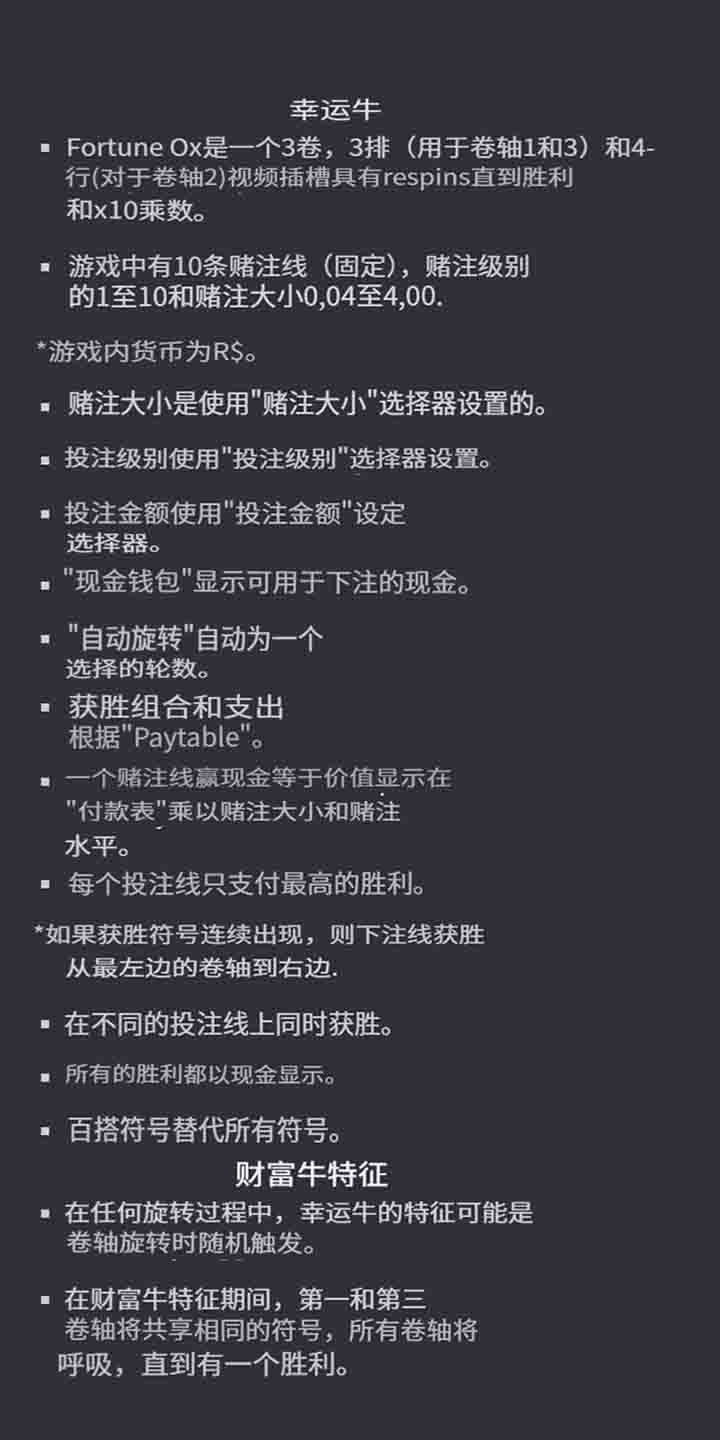 幸运牛
▪ Fortune Ox是一个3卷，3排（用于卷轴1和3）和4-
行(对于卷轴2)视频插槽具有respins直到胜利
和x10乘数。
▪ 游戏中有10条赌注线（固定），赌注级别
的1至10和赌注大小0,04至4,00.
*游戏内货币为R$。
▪ 赌注大小是使用"赌注大小"选择器设置的。
▪ 投注级别使用"投注级别"选择器设置。
▪ 投注金额使用"投注金额"设定
选择器。
▪ "现金钱包"显示可用于下注的现金。
▪ "自动旋转"自动为一个
选择的轮数。
▪ 获胜组合和支出
根据"Paytable"。
▪ 一个赌注线赢现金等于价值显示在
"付款表"乘以赌注大小和赌注
水平。
▪ 每个投注线只支付最高的胜利。
*如果获胜符号连续出现，则下注线获胜
从最左边的卷轴到右边.
▪ 在不同的投注线上同时获胜。
▪ 所有的胜利都以现金显示。
▪ 百搭符号替代所有符号。
财富牛特征
▪ 在任何旋转过程中，幸运牛的特征可能是
卷轴旋转时随机触发。
▪ 在财富牛特征期间，第一和第三
卷轴将共享相同的符号，所有卷轴将
呼吸，直到有一个胜利。